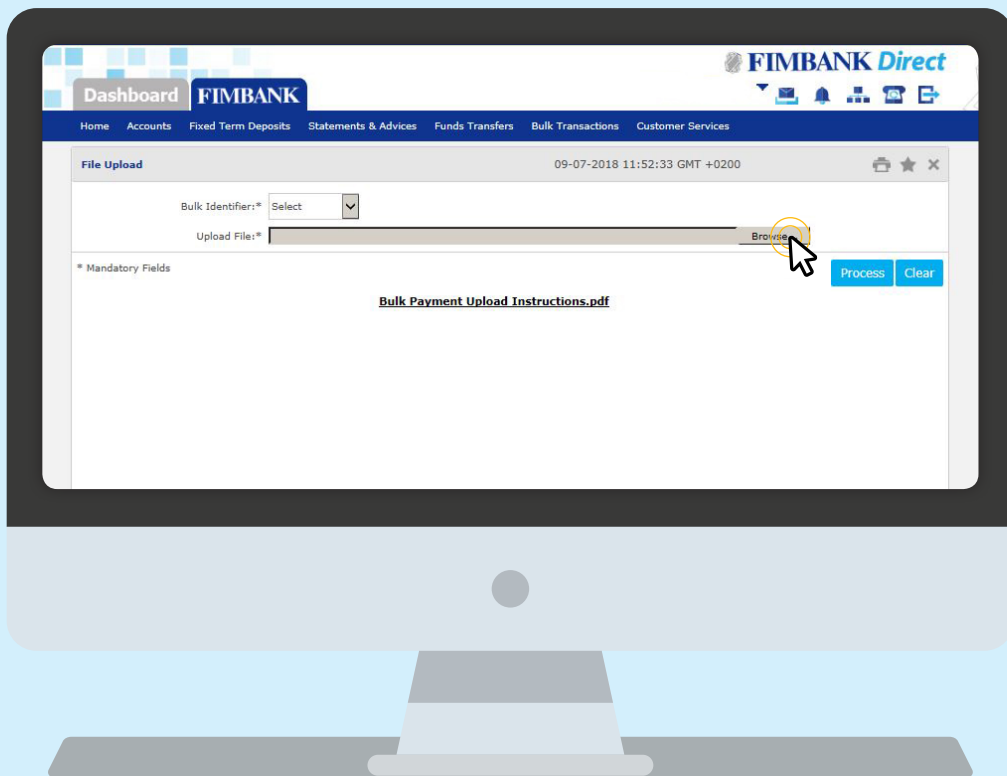 FIMBANK Direct
Dashboard FIMBANK
Home Accounts Fixed Term Deposits Statements & Advices Funds Transfers Bulk Transactions Customer Services
File Upload 09-07-2018 11:52:33 GMT +0200
Bulk Identifier:* Select
Upload File:* Browse...
* Mandatory Fields
Process Clear
Bulk Payment Upload Instructions.pdf